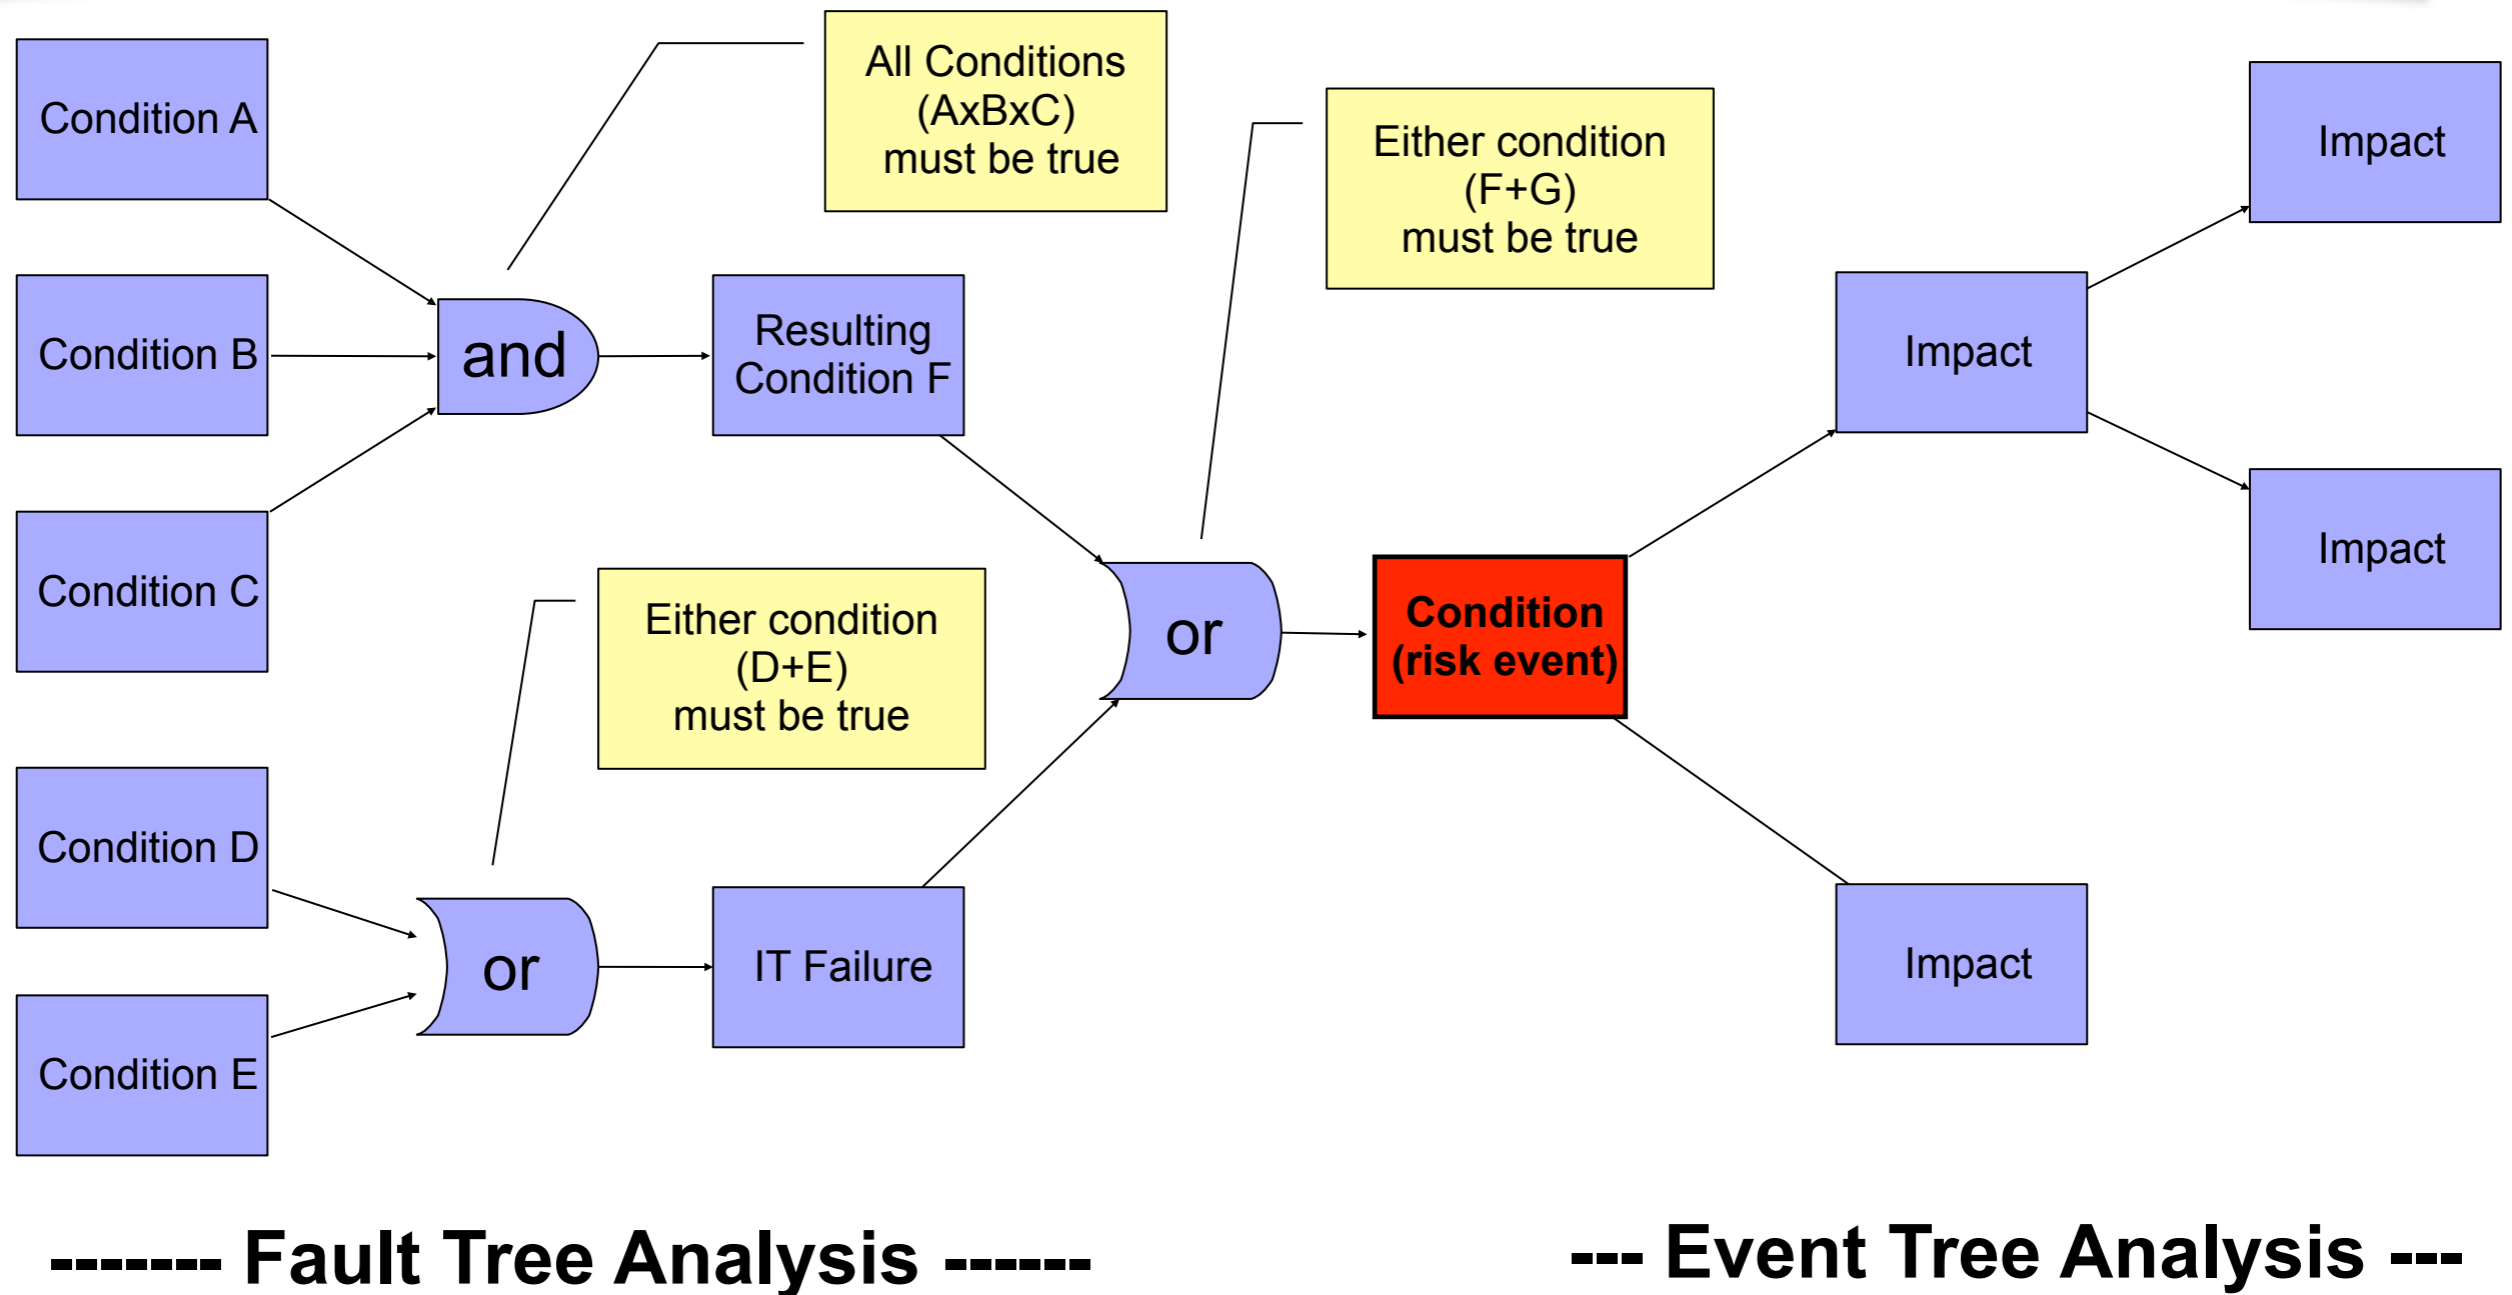 Condition A
All Conditions
(AxBxC)
must be true
Either condition
(F+G)
must be true
Impact
Condition B
and
Resulting
Condition F
Impact
Condition C
Either condition
(D+E)
must be true
or
Condition
(risk event)
Impact
Condition D
or
IT Failure
Impact
Condition E
------- Fault Tree Analysis ------
--- Event Tree Analysis ---